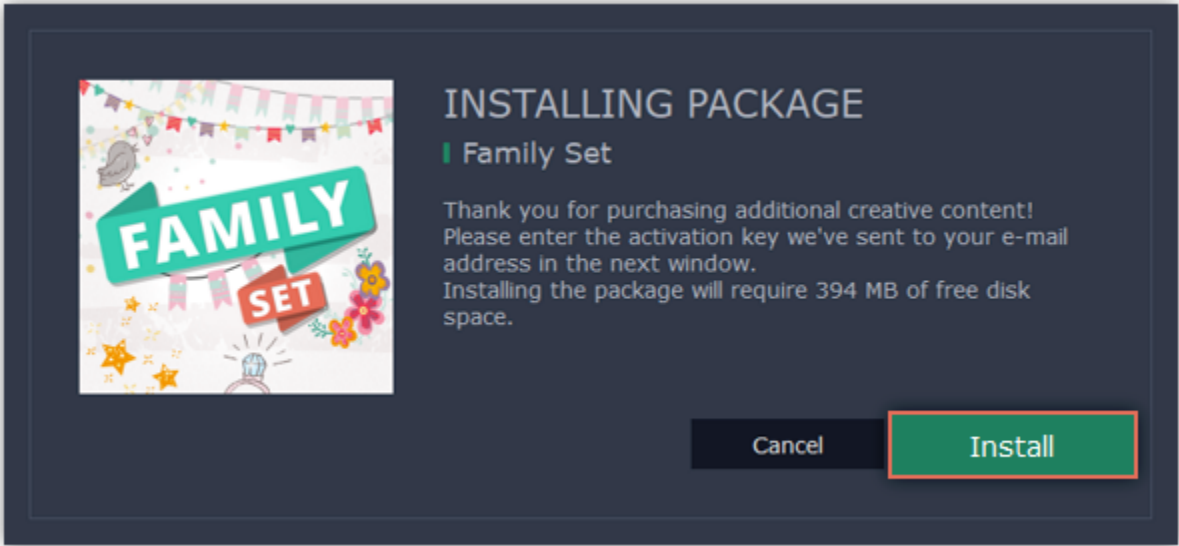 FAMILY
SET
INSTALLING PACKAGE
Family Set
Thank you for purchasing additional creative content!
Please enter the activation key we've sent to your e-mail
address in the next window.
Installing the package will require 394 MB of free disk
space.
Cancel
Install